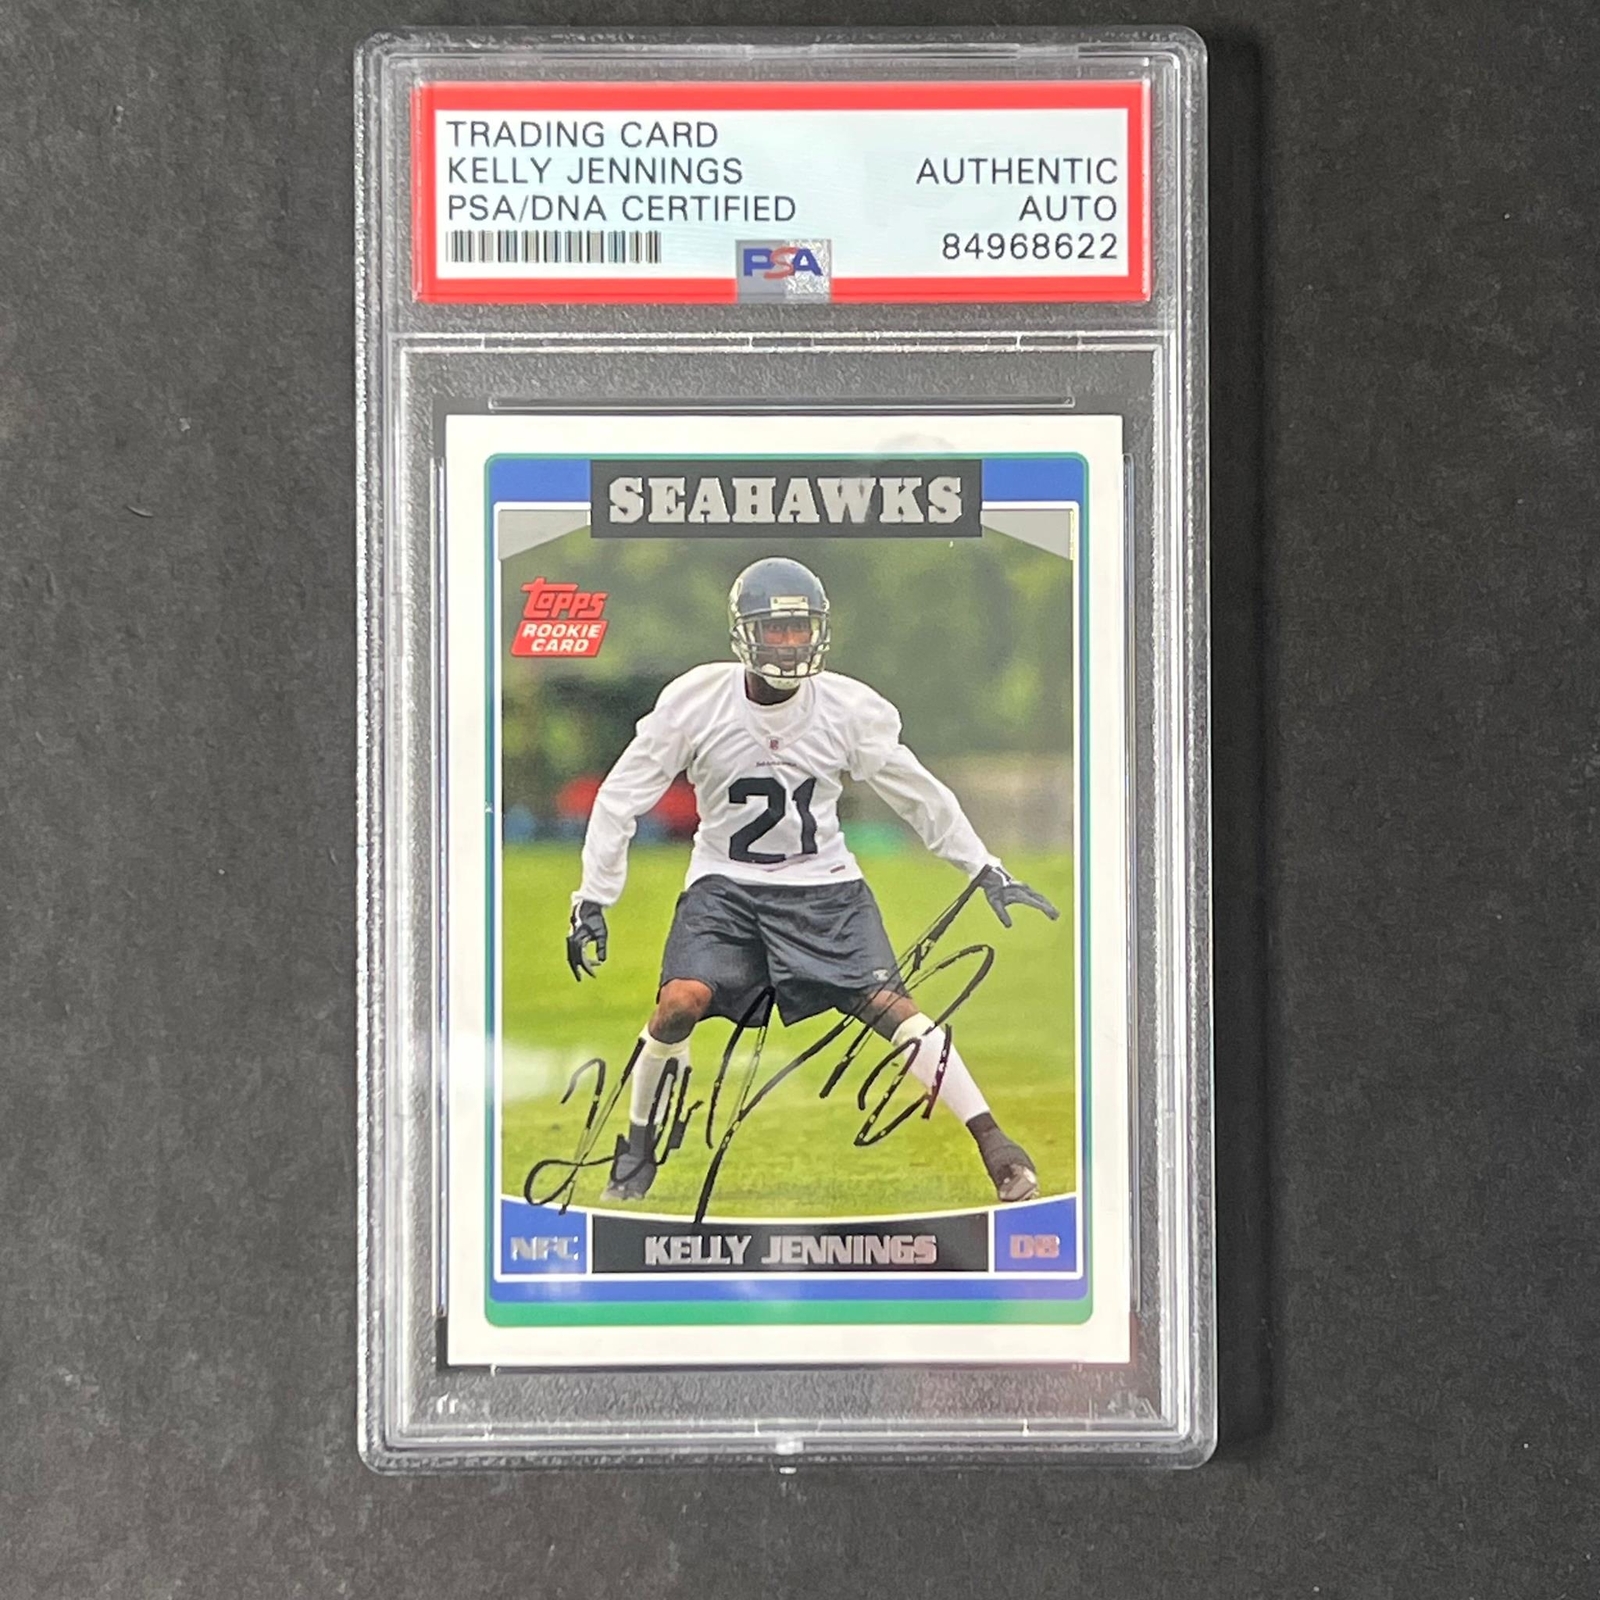 TRADING CARD
KELLY JENNINGS
PSA/DNA CERTIFIED
AUTHENTIC
AUTO
84968622
PSA
SEAHAWKS
Topps
ROOKIE
CARD
21
21
NFC
KELLY JENNINGS
DB